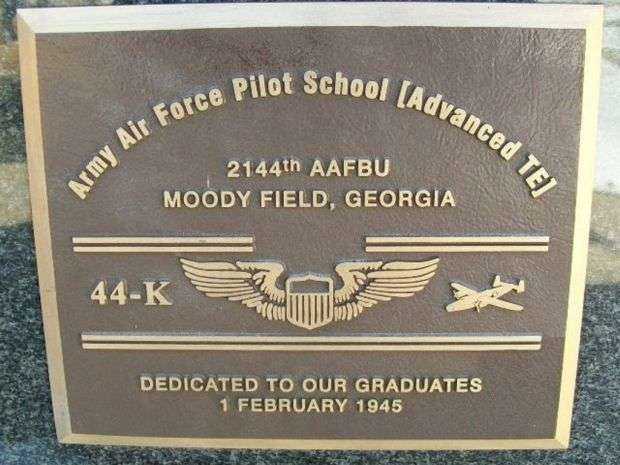 Army Air Force Pilot School [Advanced TE]
2144th AAFBU
MOODY FIELD, GEORGIA
44-K
DEDICATED TO OUR GRADUATES
1 FEBRUARY 1945